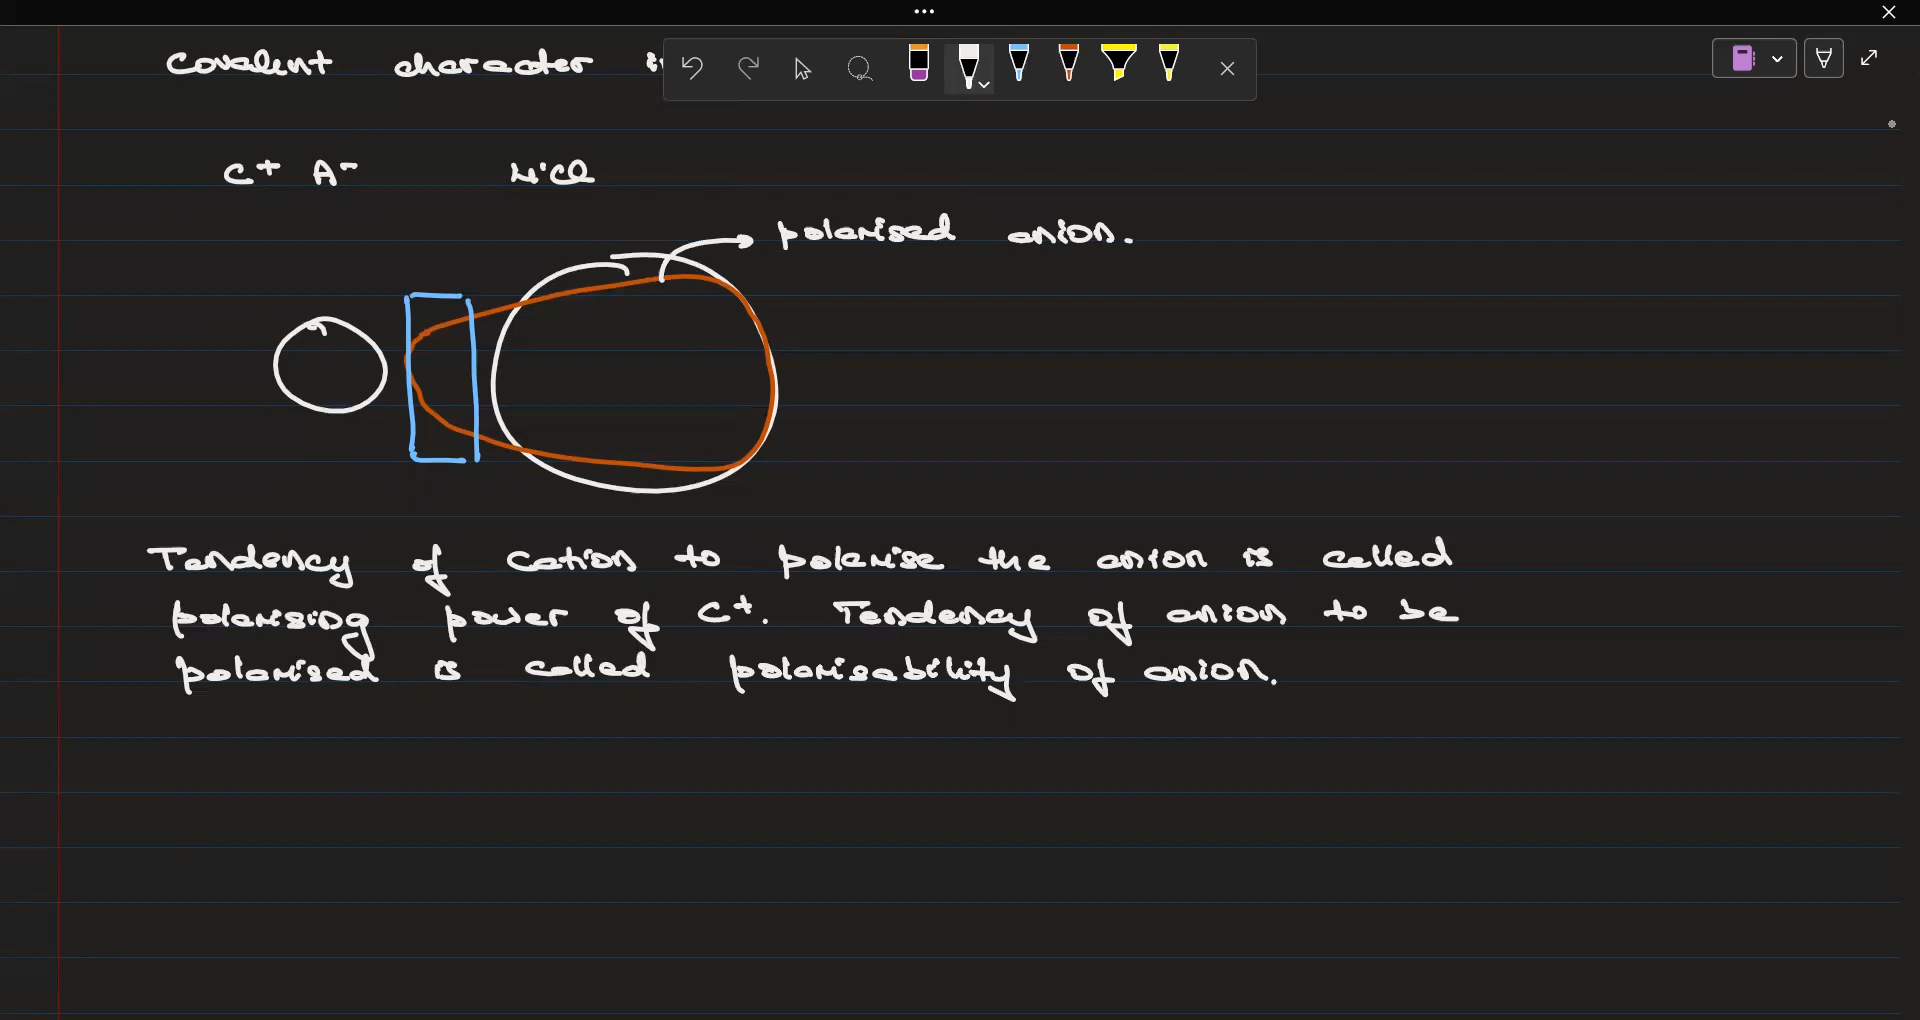 Covalent character
C+ A- LiCl
polarised anion.
Tendency of cation to polarise the anion is called
polarising power of C+. Tendency of anion to be
polarised is called polarisability of anion.